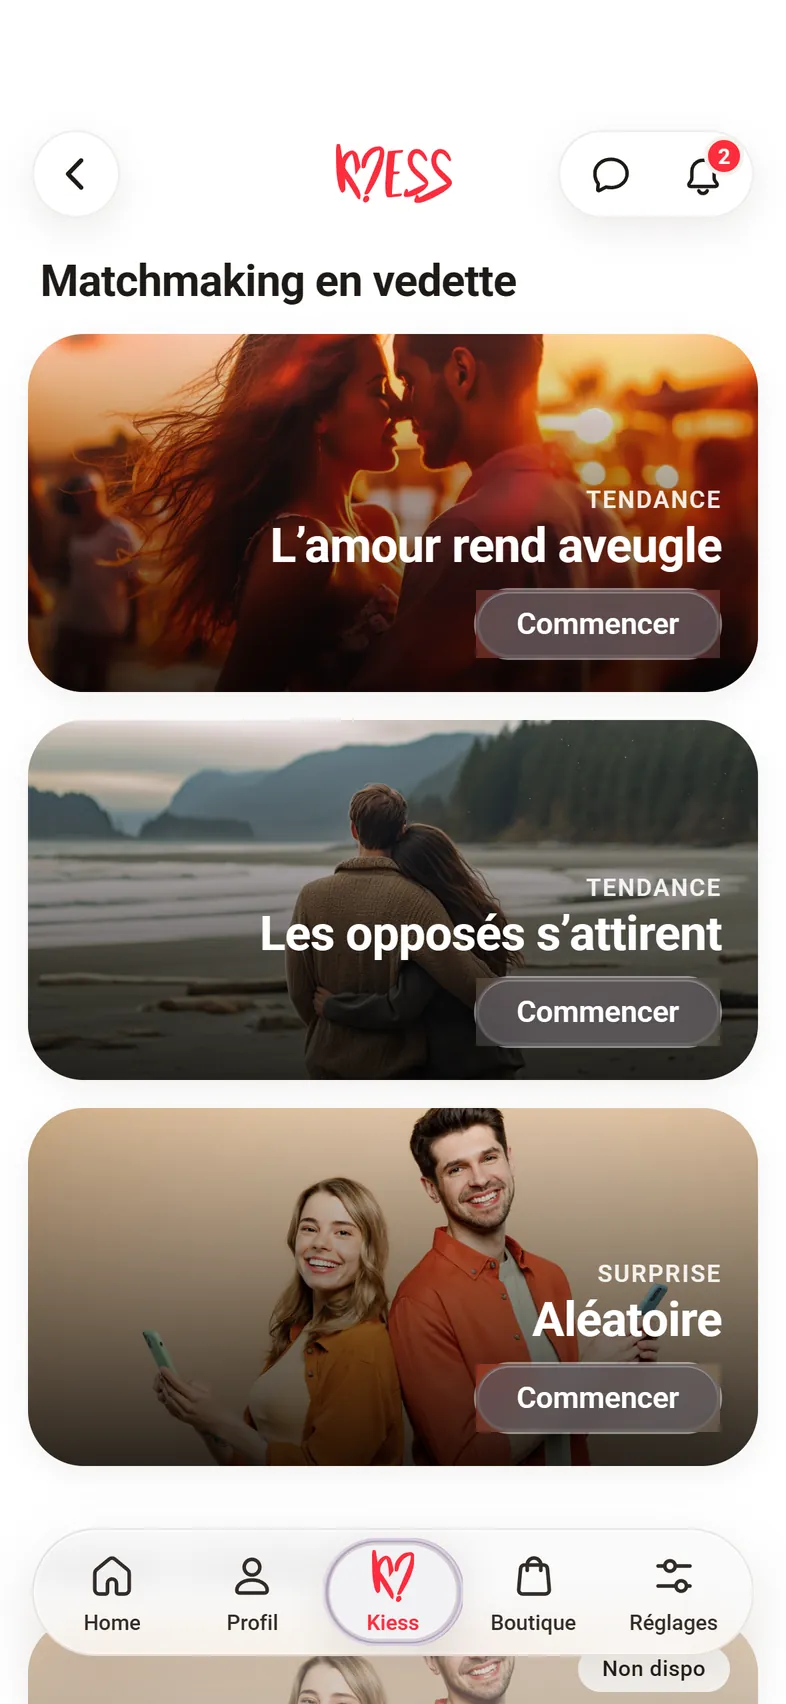 KIESS
2
Matchmaking en vedette
TENDANCE
L’amour rend aveugle
Commencer
TENDANCE
Les opposés s’attirent
Commencer
SURPRISE
Aléatoire
Commencer
Home
Profil
Kiess
Boutique
Réglages
Non dispo